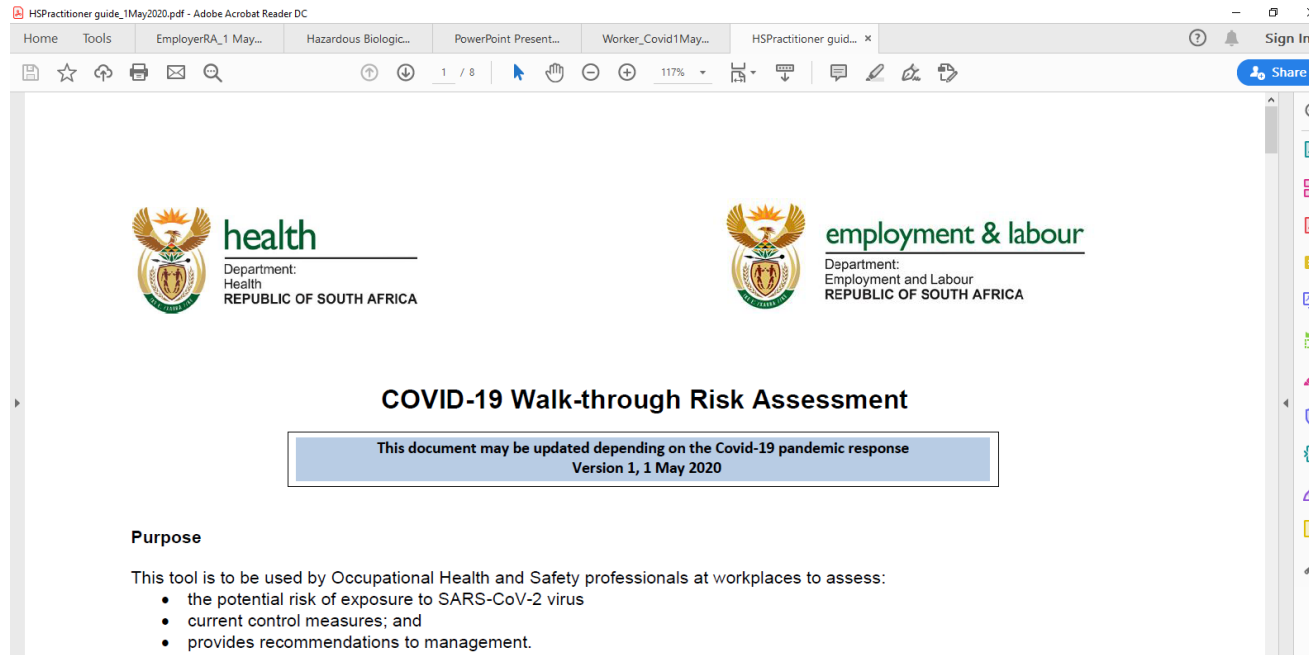 HSPractitioner guide_1May2020.pdf - Adobe Acrobat Reader DC
Home Tools EmployerRA_1 May... Hazardous Biologic... PowerPoint Present... Worker_Covid1May... HSPractitioner guid... × Sign In
1 / 8 117% Share
health
Department:
Health
REPUBLIC OF SOUTH AFRICA
employment & labour
Department:
Employment and Labour
REPUBLIC OF SOUTH AFRICA
COVID-19 Walk-through Risk Assessment
This document may be updated depending on the Covid-19 pandemic response
Version 1, 1 May 2020
Purpose
This tool is to be used by Occupational Health and Safety professionals at workplaces to assess:
• the potential risk of exposure to SARS-CoV-2 virus
• current control measures; and
• provides recommendations to management.